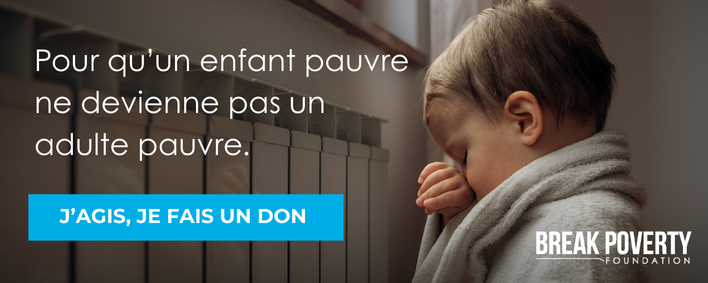 Pour qu’un enfant pauvre
ne devienne pas un
adulte pauvre.
J’AGIS, JE FAIS UN DON
BREAK POVERTY
FOUNDATION